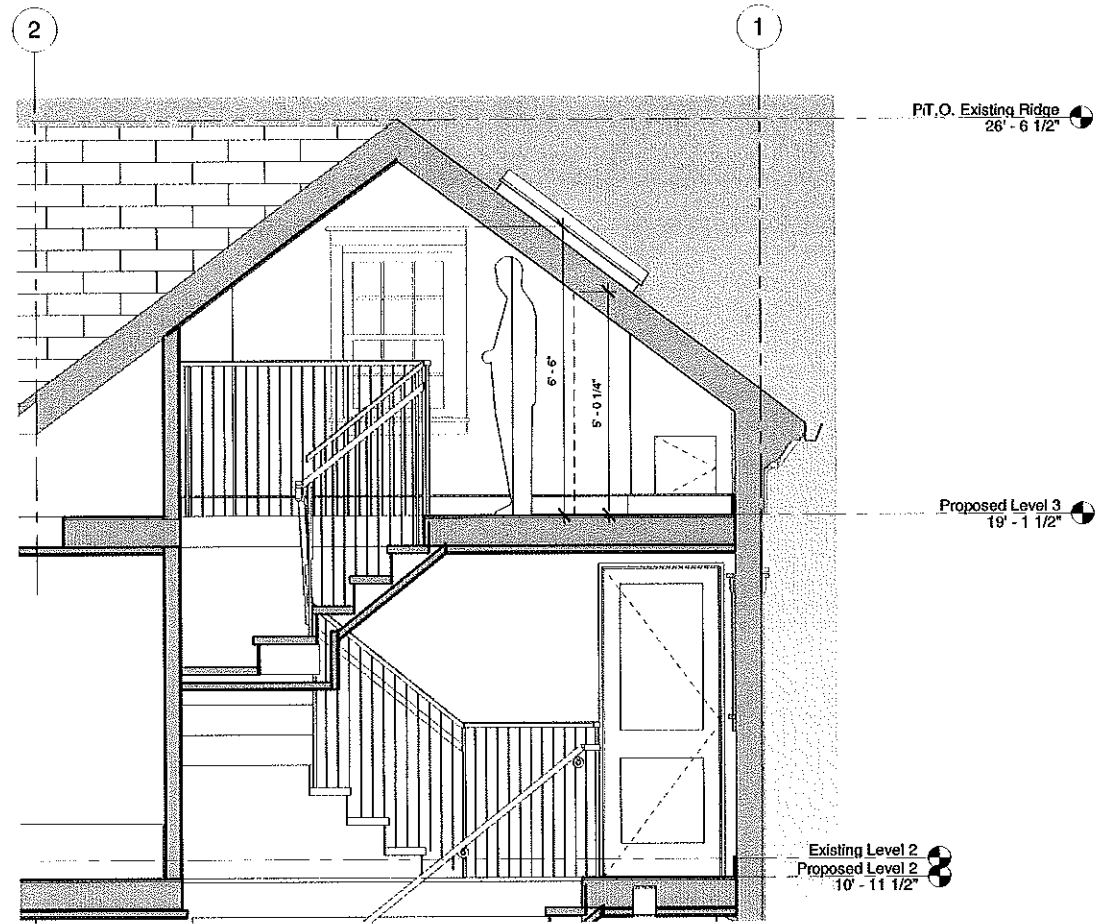 2
1
P.T.O. Existing Ridge
26' - 6 1/2"
6' - 6"
5' - 0 1/4"
Proposed Level 3
19' - 1 1/2"
Existing Level 2
Proposed Level 2
10' - 11 1/2"